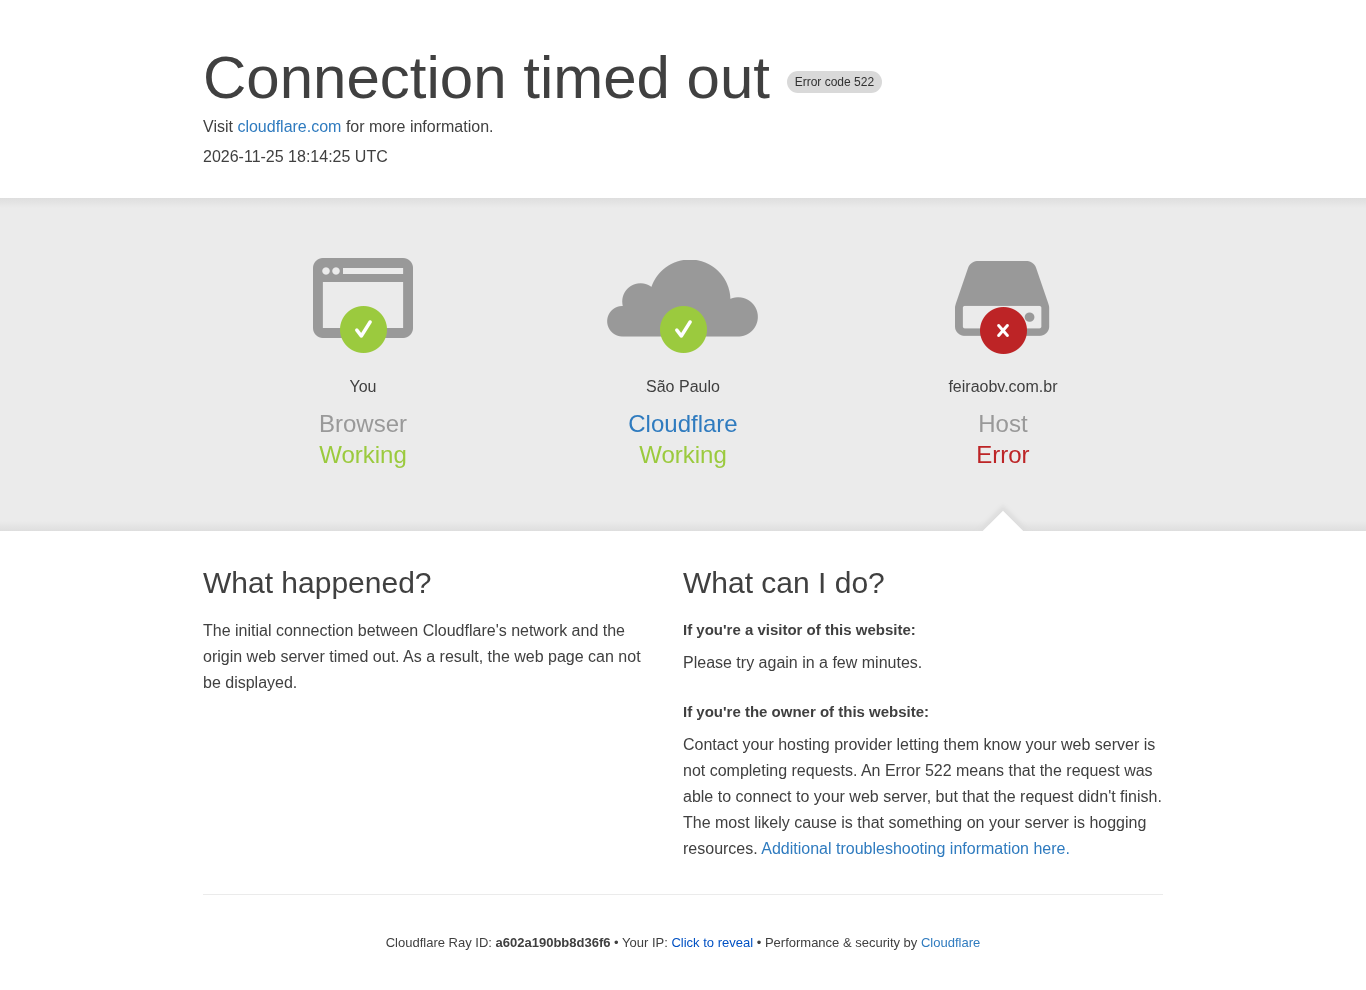 Connection timed out Error code 522
Visit cloudflare.com for more information.
2026-11-25 18:14:25 UTC
You
Browser
Working
São Paulo
Cloudflare
Working
feiraobv.com.br
Host
Error
What happened?
The initial connection between Cloudflare's network and the
origin web server timed out. As a result, the web page can not
be displayed.
What can I do?
If you're a visitor of this website:
Please try again in a few minutes.
If you're the owner of this website:
Contact your hosting provider letting them know your web server is
not completing requests. An Error 522 means that the request was
able to connect to your web server, but that the request didn't finish.
The most likely cause is that something on your server is hogging
resources. Additional troubleshooting information here.
Cloudflare Ray ID: a602a190bb8d36f6 • Your IP: Click to reveal • Performance & security by Cloudflare